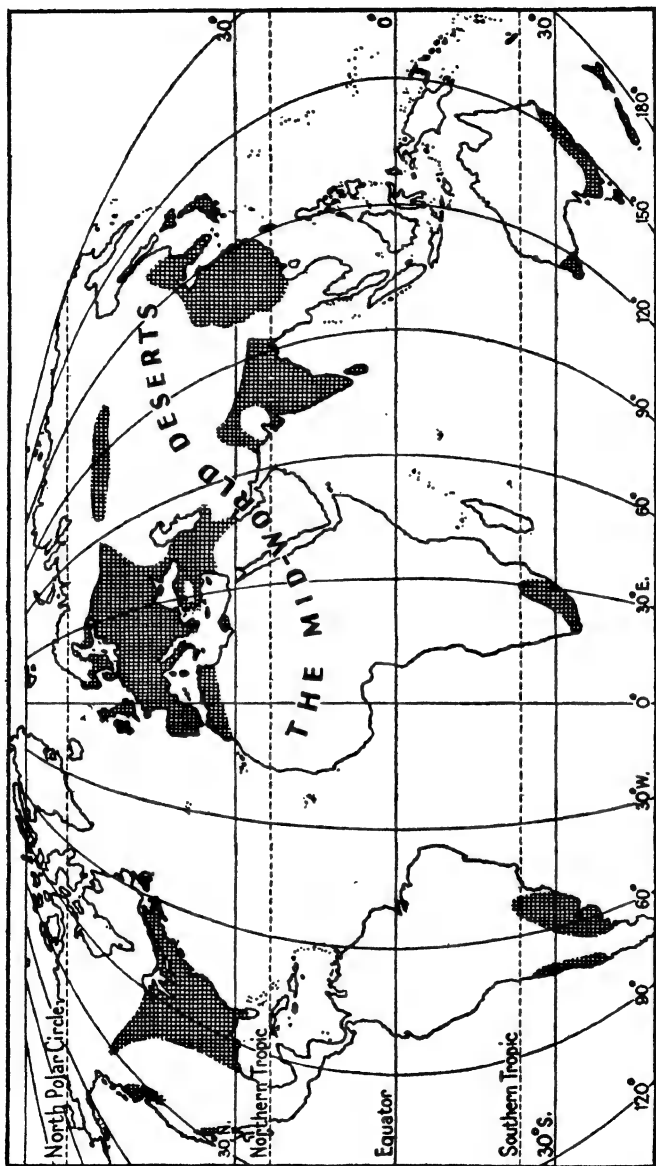 North Polar Circle
30°N.
30°
Northern Tropic
THE MID-WORLD DESERTS
Equator
0°
Southern Tropic
30°S.
30°
120°
90°
60°
30°W.
0°
30°E.
60°
90°
120°
150°
180°